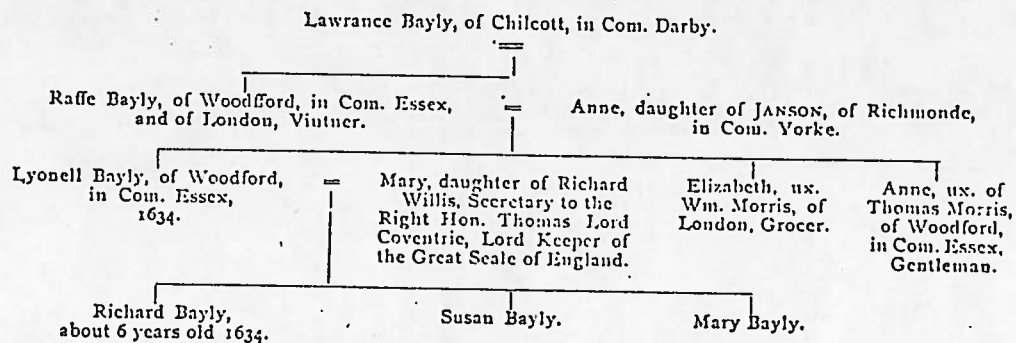 Lawrance Bayly, of Chilcott, in Com. Darby.
Raffe Bayly, of Woodfford, in Com. Essex,
and of London, Vintner.
Anne, daughter of JANSON, of Richmonde,
in Com. Yorke.
Lyonell Bayly, of Woodford,
in Com. Essex,
1634.
Mary, daughter of Richard
Willis, Secretary to the
Right Hon. Thomas Lord
Coventrie, Lord Keeper of
the Great Seale of England.
Elizabeth, ux.
Wm. Morris, of
London, Grocer.
Anne, ux. of
Thomas Morris,
of Woodford,
in Com. Essex,
Gentleman.
Richard Bayly,
about 6 years old 1634.
Susan Bayly.
Mary Bayly.